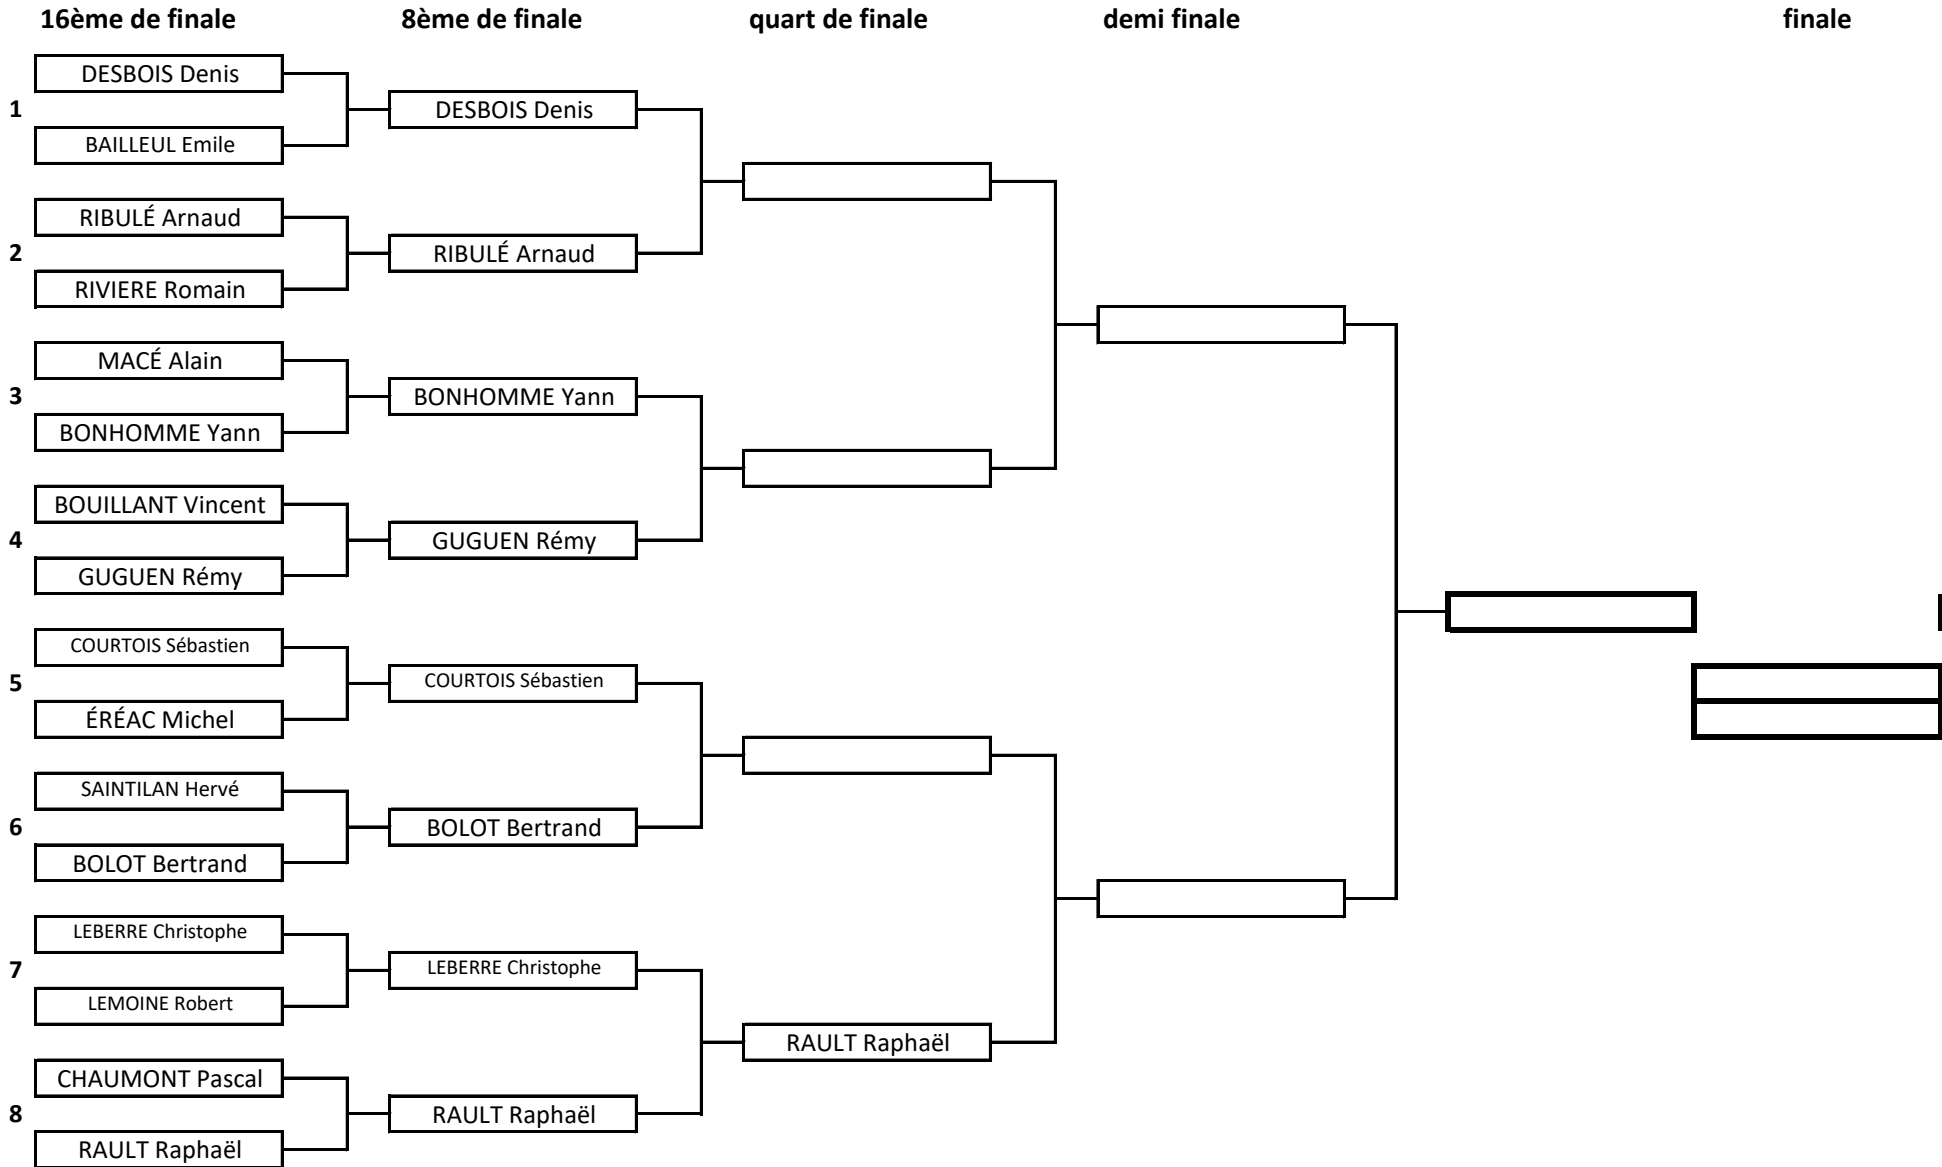 16ème de finale
8ème de finale
quart de finale
demi finale
finale
DESBOIS Denis
1
DESBOIS Denis
BAILLEUL Emile
RIBULÉ Arnaud
2
RIBULÉ Arnaud
RIVIERE Romain
MACÉ Alain
3
BONHOMME Yann
BONHOMME Yann
BOUILLANT Vincent
4
GUGUEN Rémy
GUGUEN Rémy
COURTOIS Sébastien
5
COURTOIS Sébastien
ÉRÉAC Michel
SAINTILAN Hervé
6
BOLOT Bertrand
BOLOT Bertrand
LEBERRE Christophe
7
LEBERRE Christophe
LEMOINE Robert
RAULT Raphaël
CHAUMONT Pascal
8
RAULT Raphaël
RAULT Raphaël